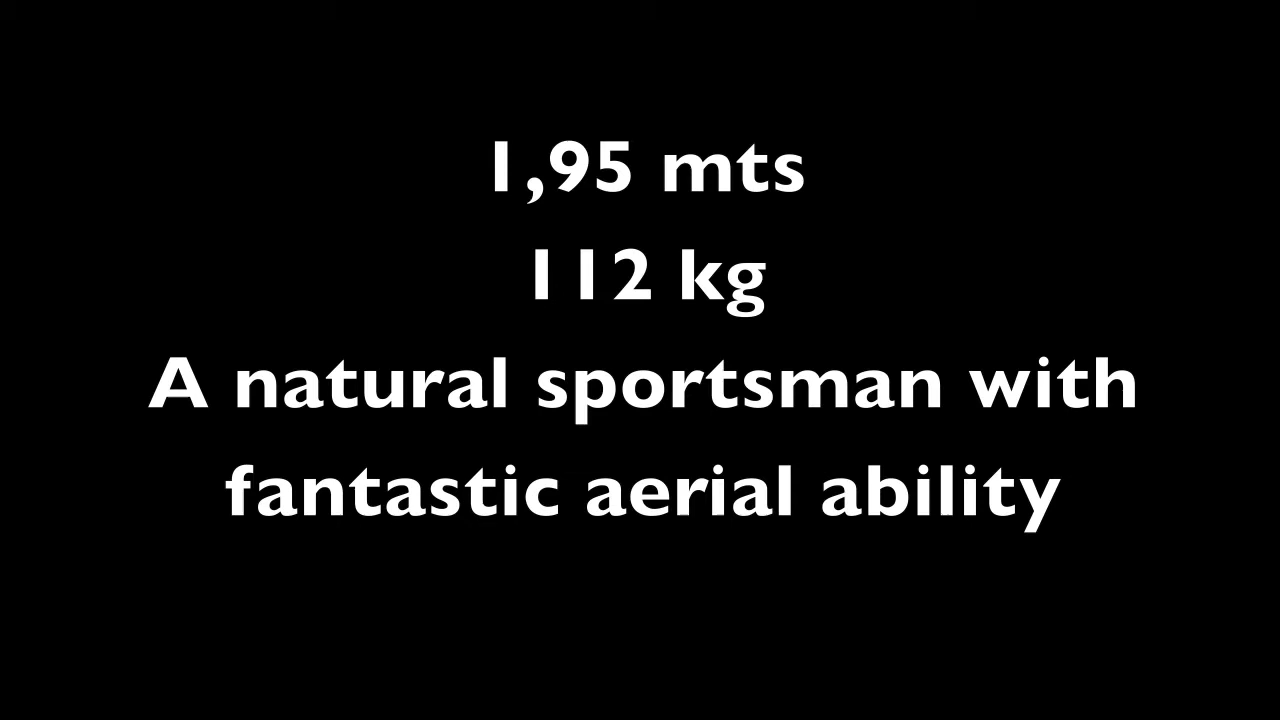 1,95 mts
112 kg
A natural sportsman with
fantastic aerial ability